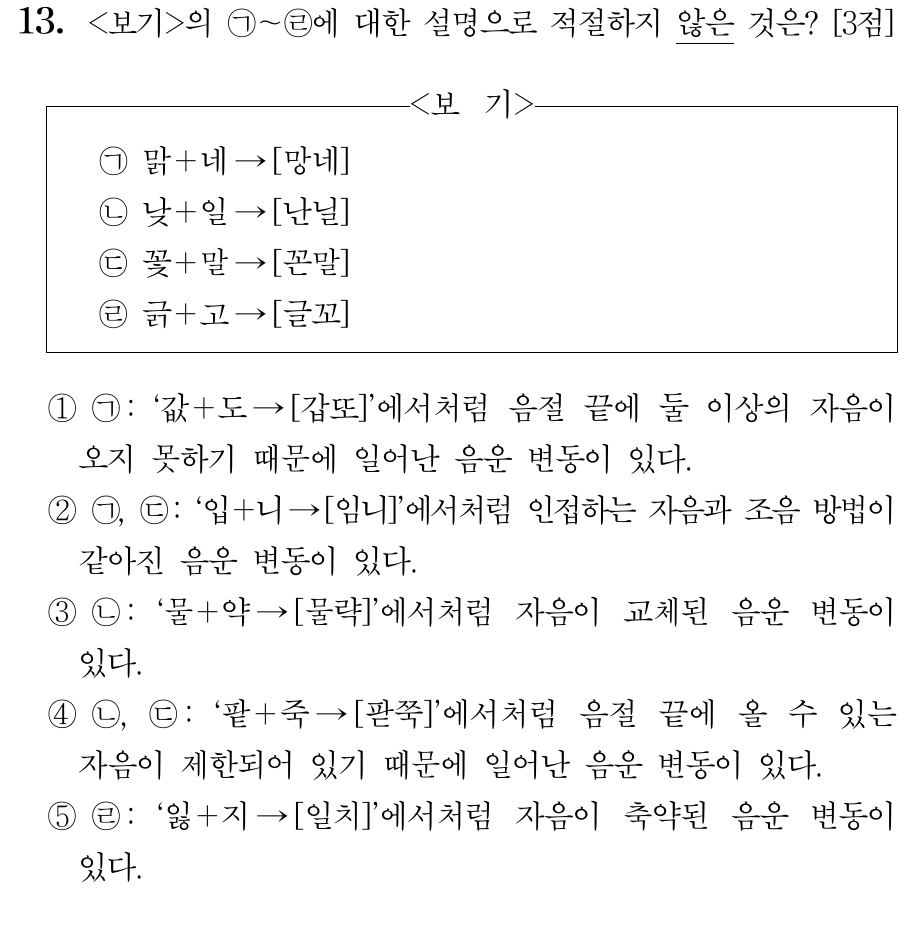 13. <보기>의 ㉠~㉣에 대한 설명으로 적절하지 않은 것은? [3점]
<보 기>
㉠ 맑+네→[망네]
㉡ 낮+일→[난닐]
㉢ 꽃+말→[꼰말]
㉣ 긁+고→[글꼬]
① ㉠: ‘값+도→[갑또]’에서처럼 음절 끝에 둘 이상의 자음이
오지 못하기 때문에 일어난 음운 변동이 있다.
② ㉠, ㉢: ‘입+니→[임니]’에서처럼 인접하는 자음과 조음 방법이
같아진 음운 변동이 있다.
③ ㉡: ‘물+약→[물략]’에서처럼 자음이 교체된 음운 변동이
있다.
④ ㉡, ㉢: ‘팥+죽→[판쭉]’에서처럼 음절 끝에 올 수 있는
자음이 제한되어 있기 때문에 일어난 음운 변동이 있다.
⑤ ㉣: ‘잃+지→[일치]’에서처럼 자음이 축약된 음운 변동이
있다.